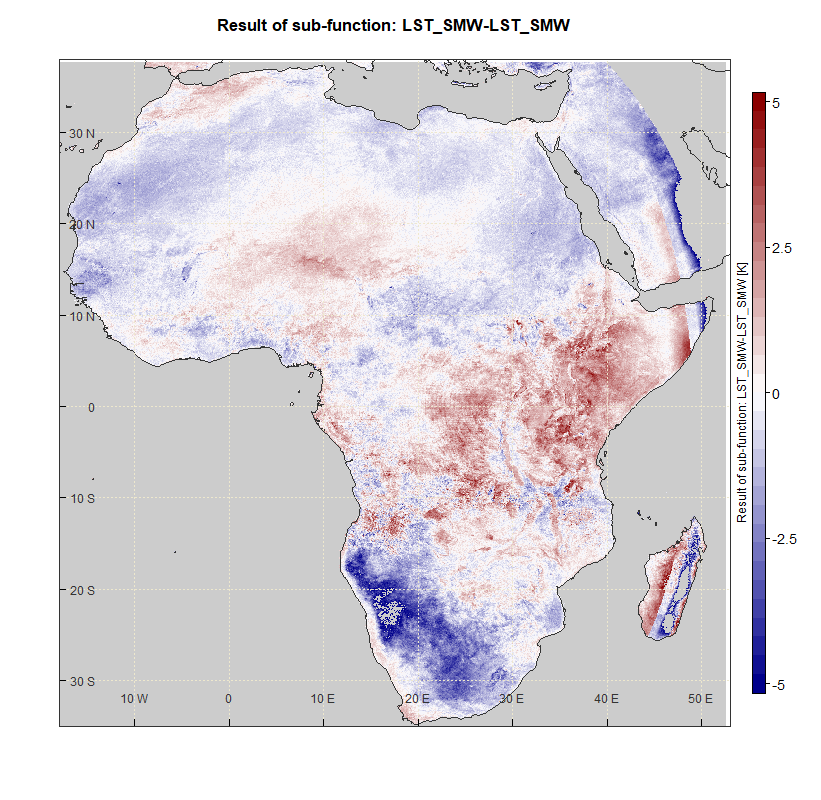 Result of sub-function: LST_SMW-LST_SMW
30 N
20 N
10 N
0
10 S
20 S
30 S
10 W
0
10 E
20 E
30 E
40 E
50 E
5
2.5
0
-2.5
-5
Result of sub-function: LST_SMW-LST_SMW [K]